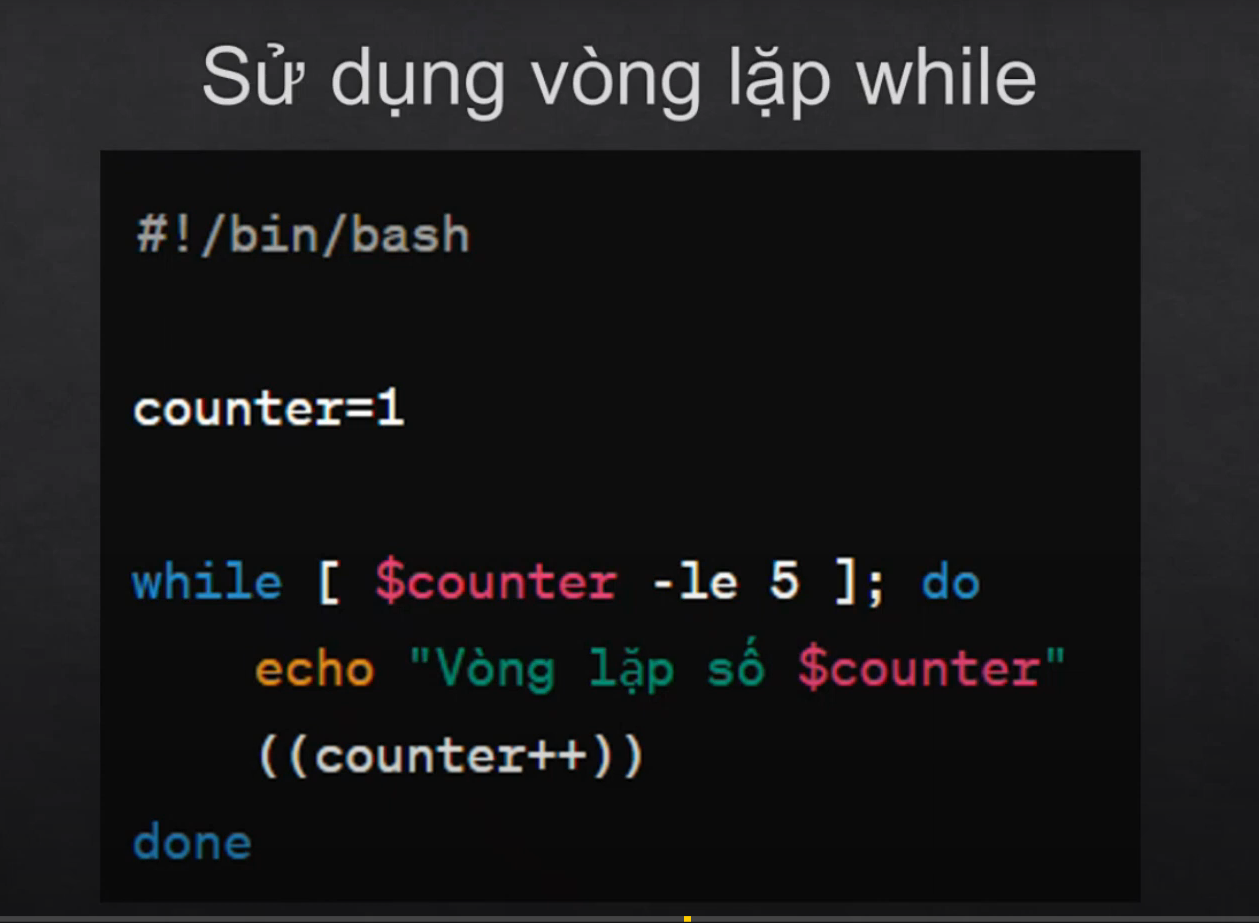 Sử dụng vòng lặp while
#!/bin/bash
counter=1
while [ $counter -le 5 ]; do
echo "Vòng lặp số $counter"
((counter++))
done